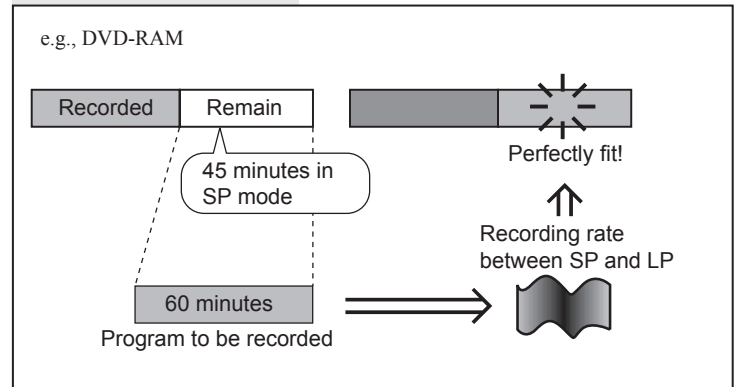 e.g., DVD-RAM
Recorded
Remain
45 minutes in
SP mode
Perfectly fit!
Recording rate
between SP and LP
60 minutes
Program to be recorded